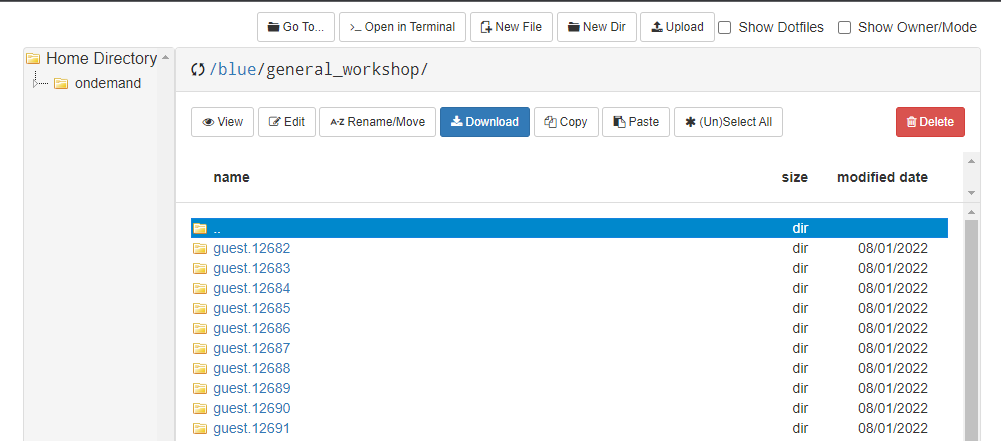 Go To... >_ Open in Terminal New File New Dir Upload Show Dotfiles Show Owner/Mode
Home Directory
ondemand
/blue/general_workshop/
View Edit A-Z Rename/Move Download Copy Paste (Un)Select All Delete
name size modified date
.. dir
guest.12682 dir 08/01/2022
guest.12683 dir 08/01/2022
guest.12684 dir 08/01/2022
guest.12685 dir 08/01/2022
guest.12686 dir 08/01/2022
guest.12687 dir 08/01/2022
guest.12688 dir 08/01/2022
guest.12689 dir 08/01/2022
guest.12690 dir 08/01/2022
guest.12691 dir 08/01/2022